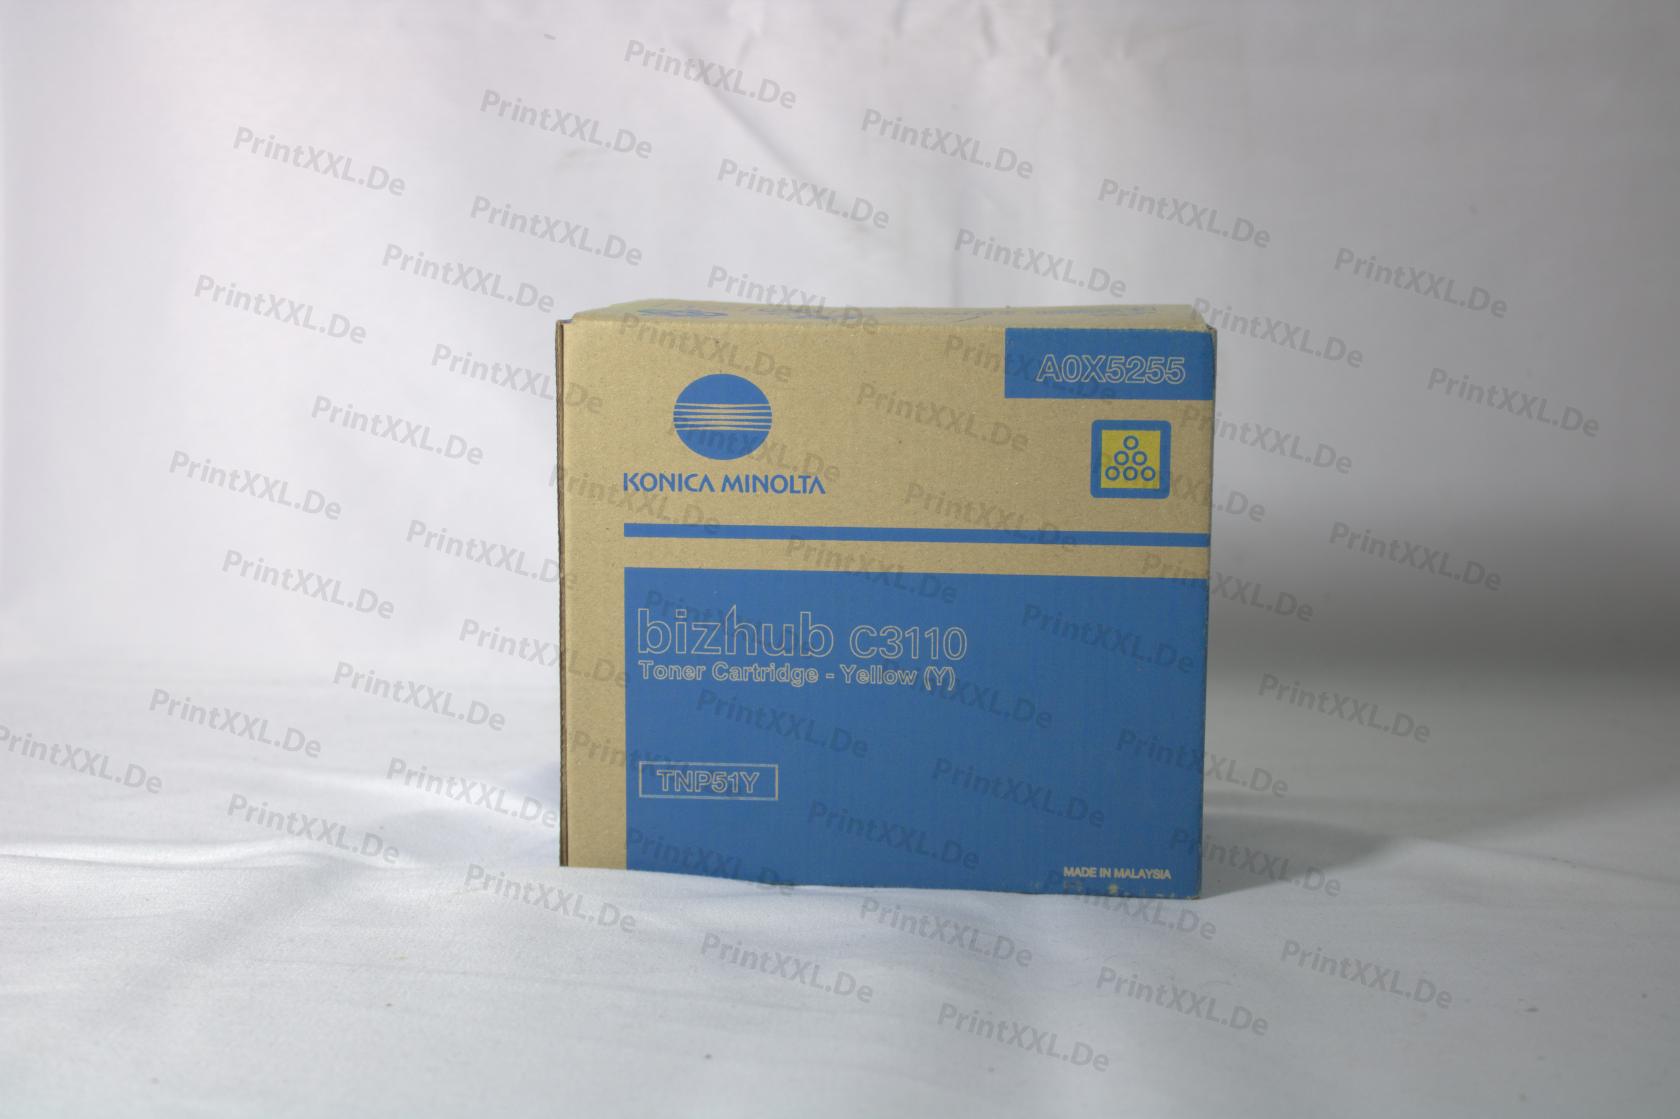 A0X5255
KONICA MINOLTA
bizhub C3110
Toner Cartridge - Yellow (Y)
TNP51Y
MADE IN MALAYSIA
PrintXXL.De